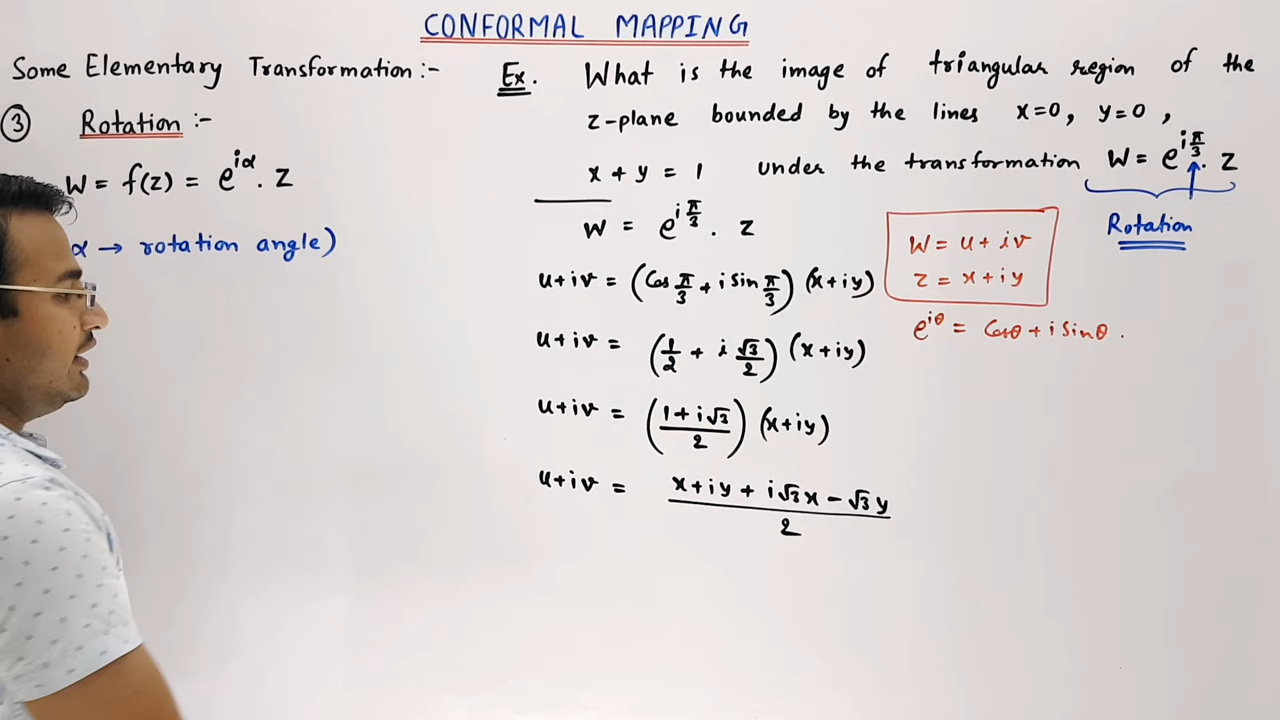 CONFORMAL MAPPING
Some Elementary Transformation :-
③ Rotation :-
W = f(z) = e^{iα} . z
α → rotation angle)
Ex. What is the image of triangular region of the
z-plane bounded by the lines x=0, y=0,
x + y = 1 under the transformation W = e^{i π/3} . z
Rotation
W = e^{i π/3} . z
u+iv = (Cos π/3 + i Sin π/3) (x+iy)
u+iv = (1/2 + i √3/2) (x+iy)
u+iv = ((1+i√3)/2) (x+iy)
u+iv = (x+iy + i√3x − √3y)/2
W = u+iv
z = x+iy
e^{iθ} = Cosθ + i Sinθ .